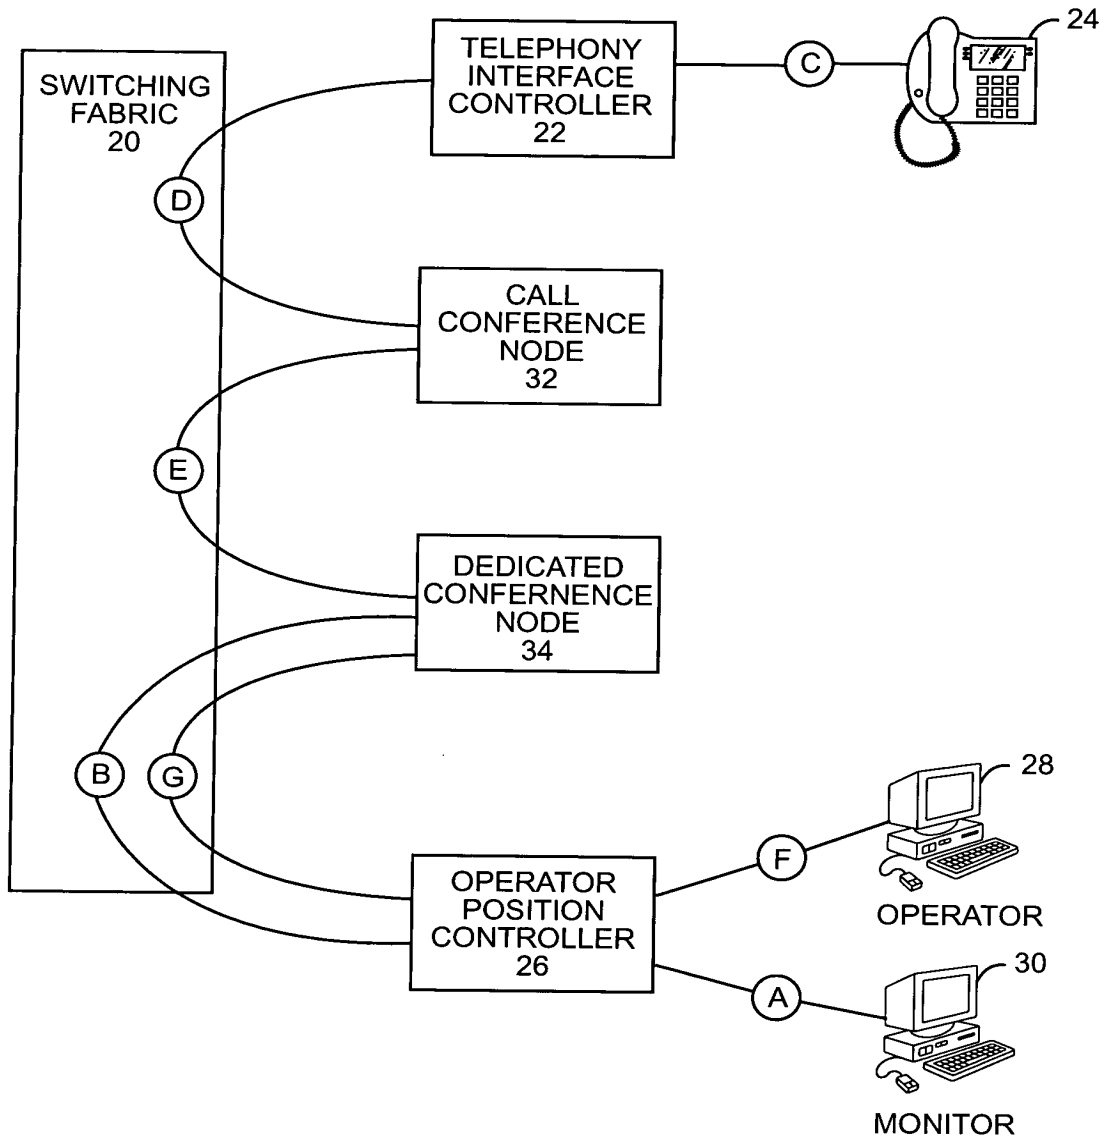 24
TELEPHONY
INTERFACE
CONTROLLER
22
C
SWITCHING
FABRIC
20
D
CALL
CONFERENCE
NODE
32
E
DEDICATED
CONFERNENCE
NODE
34
B
G
28
F
OPERATOR
OPERATOR
POSITION
CONTROLLER
26
30
A
MONITOR